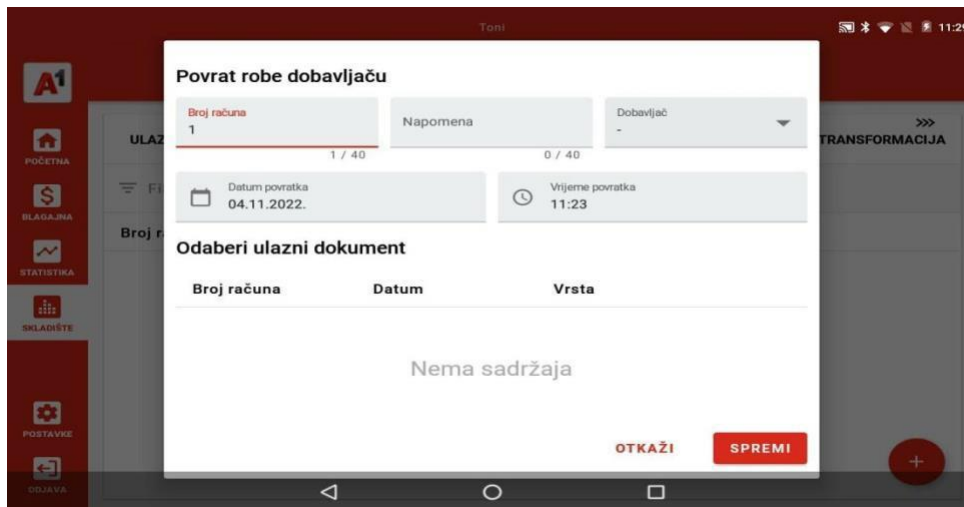 Toni
11:29
A1
Povrat robe dobavljaču
Broj računa
1
1 / 40
Napomena
0 / 40
Dobavljač
-
Datum povratka
04.11.2022.
Vrijeme povratka
11:23
Odaberi ulazni dokument
Broj računa Datum Vrsta
Nema sadržaja
OTKAŽI SPREMI
POČETNA
BLAGAJNA
STATISTIKA
SKLADIŠTE
POSTAVKE
ODJAVA
ULAZ
TRANSFORMACIJA
Fi
Broj r